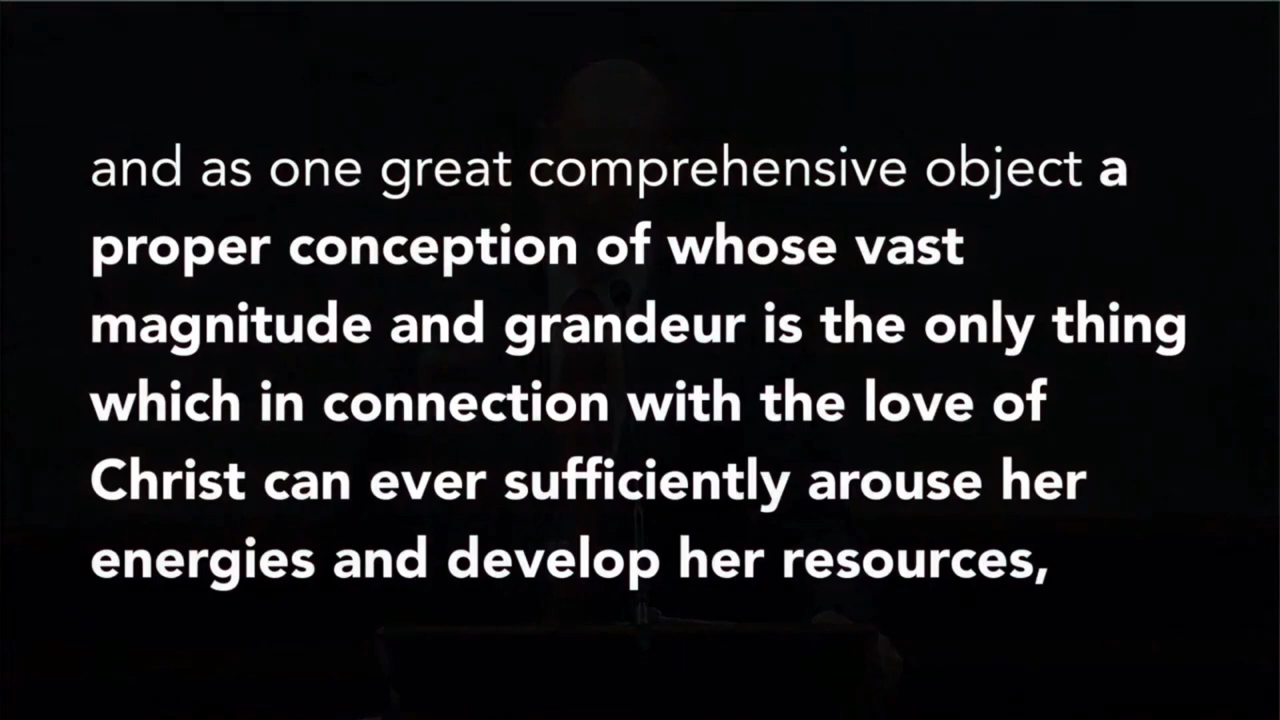 and as one great comprehensive object a
proper conception of whose vast
magnitude and grandeur is the only thing
which in connection with the love of
Christ can ever sufficiently arouse her
energies and develop her resources,